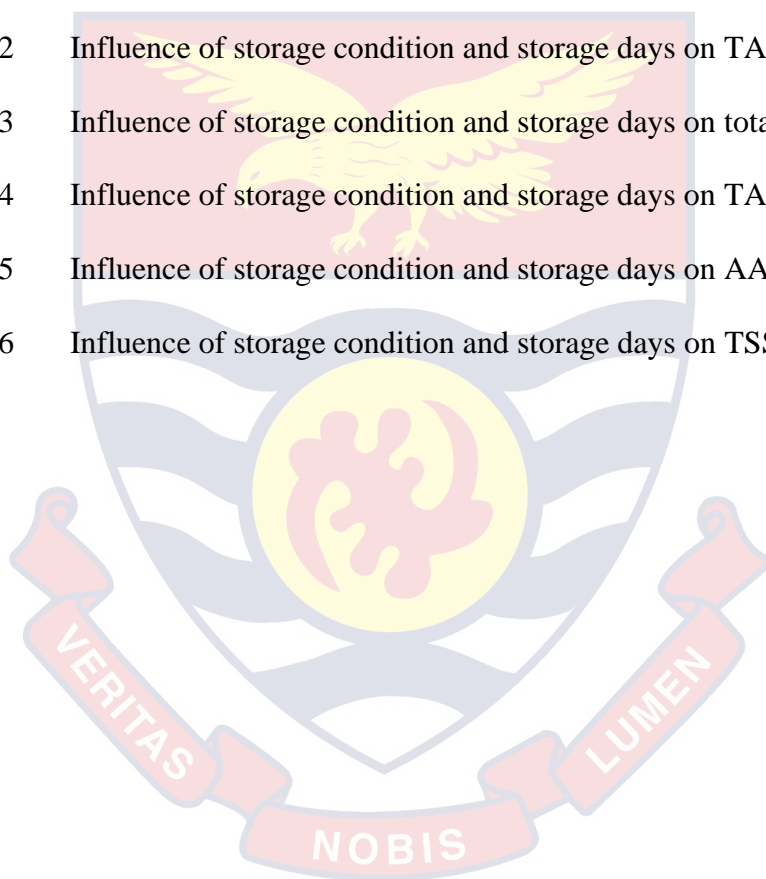 2 Influence of storage condition and storage days on TA
3 Influence of storage condition and storage days on tota
4 Influence of storage condition and storage days on TA
5 Influence of storage condition and storage days on AA
6 Influence of storage condition and storage days on TSS
VERITAS
NOBIS
LUMEN